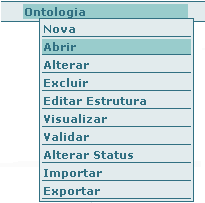 Ontologia
Nova
Abrir
Alterar
Excluir
Editar Estrutura
Visualizar
Validar
Alterar Status
Importar
Exportar